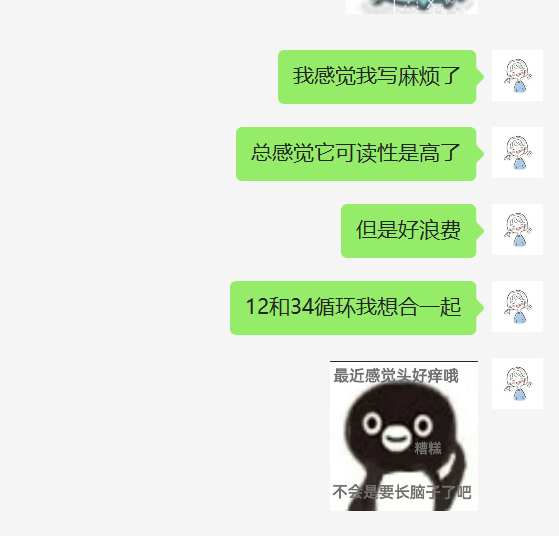 我感觉我写麻烦了
总感觉它可读性是高了
但是好浪费
12和34循环我想合一起
最近感觉头好痒哦
糟糕
不会是要长脑子了吧